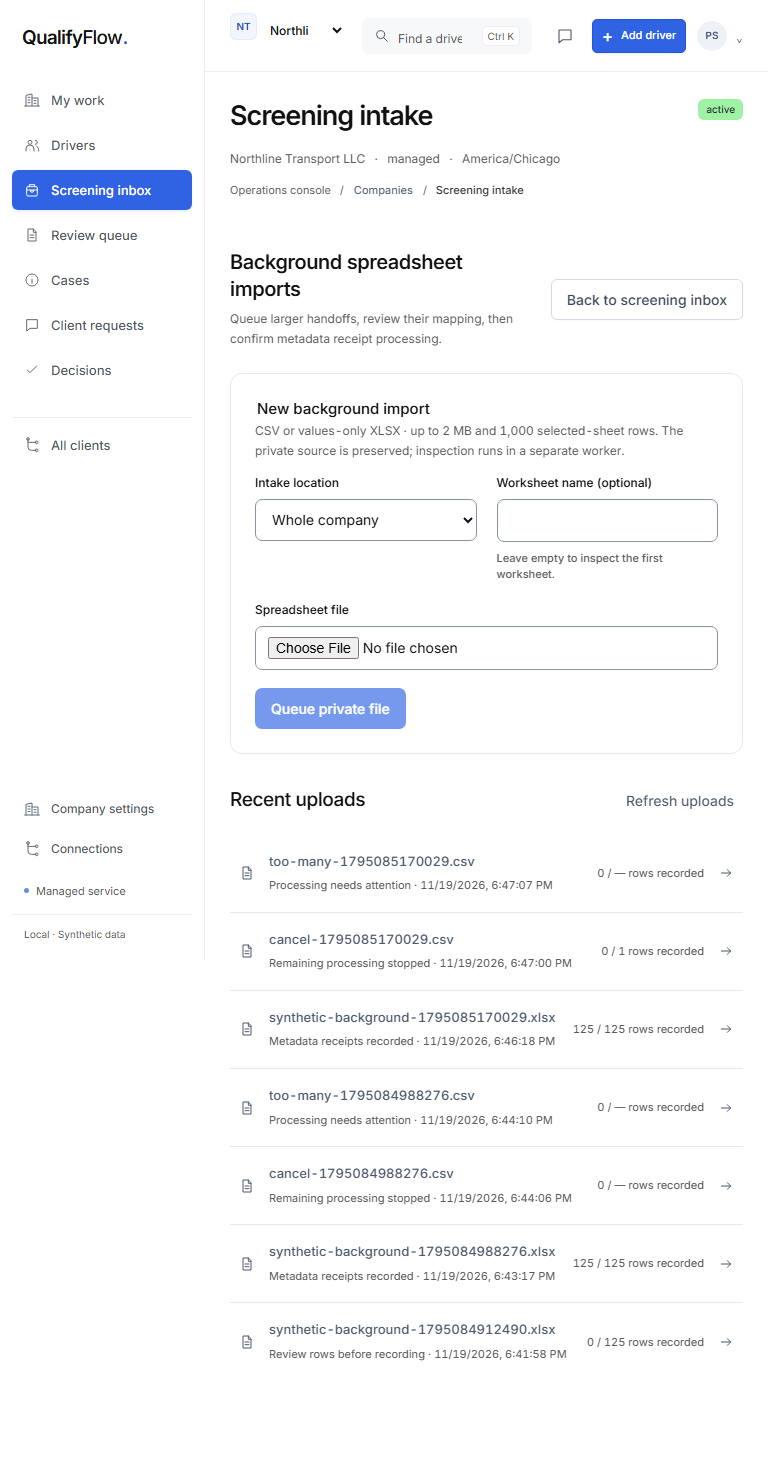 QualifyFlow.
My work
Drivers
Screening inbox
Review queue
Cases
Client requests
Decisions
All clients
Company settings
Connections
Managed service
Local · Synthetic data
NT
Northli
Find a drive
Ctrl K
+ Add driver
PS
Screening intake
active
Northline Transport LLC · managed · America/Chicago
Operations console / Companies / Screening intake
Background spreadsheet
imports
Queue larger handoffs, review their mapping, then
confirm metadata receipt processing.
Back to screening inbox
New background import
CSV or values-only XLSX · up to 2 MB and 1,000 selected-sheet rows. The
private source is preserved; inspection runs in a separate worker.
Intake location
Whole company
Worksheet name (optional)
Leave empty to inspect the first
worksheet.
Spreadsheet file
Choose File No file chosen
Queue private file
Recent uploads
Refresh uploads
too-many-1795085170029.csv
Processing needs attention · 11/19/2026, 6:47:07 PM
0 / — rows recorded
cancel-1795085170029.csv
Remaining processing stopped · 11/19/2026, 6:47:00 PM
0 / 1 rows recorded
synthetic-background-1795085170029.xlsx
Metadata receipts recorded · 11/19/2026, 6:46:18 PM
125 / 125 rows recorded
too-many-1795084988276.csv
Processing needs attention · 11/19/2026, 6:44:10 PM
0 / — rows recorded
cancel-1795084988276.csv
Remaining processing stopped · 11/19/2026, 6:44:06 PM
0 / — rows recorded
synthetic-background-1795084988276.xlsx
Metadata receipts recorded · 11/19/2026, 6:43:17 PM
125 / 125 rows recorded
synthetic-background-1795084912490.xlsx
Review rows before recording · 11/19/2026, 6:41:58 PM
0 / 125 rows recorded